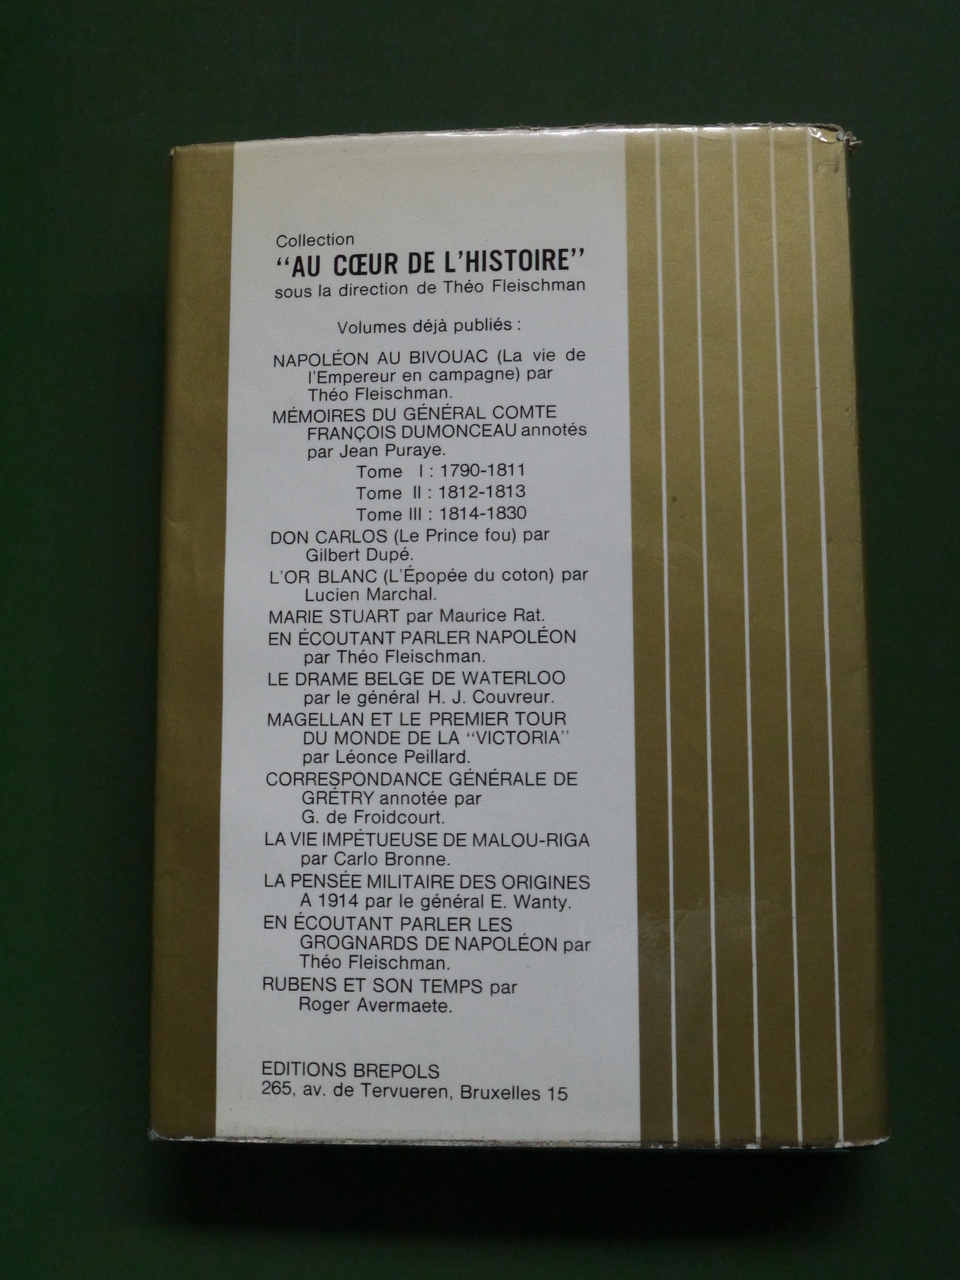 Collection
"AU CŒUR DE L'HISTOIRE"
sous la direction de Théo Fleischman
Volumes déjà publiés :
NAPOLÉON AU BIVOUAC (La vie de
l'Empereur en campagne) par
Théo Fleischman.
MÉMOIRES DU GÉNÉRAL COMTE
FRANÇOIS DUMONCEAU annotés
par Jean Puraye.
Tome I : 1790-1811
Tome II : 1812-1813
Tome III : 1814-1830
DON CARLOS (Le Prince fou) par
Gilbert Dupé.
L'OR BLANC (L'Épopée du coton) par
Lucien Marchal.
MARIE STUART par Maurice Rat.
EN ÉCOUTANT PARLER NAPOLÉON
par Théo Fleischman.
LE DRAME BELGE DE WATERLOO
par le général H. J. Couvreur.
MAGELLAN ET LE PREMIER TOUR
DU MONDE DE LA "VICTORIA"
par Léonce Peillard.
CORRESPONDANCE GÉNÉRALE DE
GRÉTRY annotée par
G. de Froidcourt.
LA VIE IMPÉTUEUSE DE MALOU-RIGA
par Carlo Bronne.
LA PENSÉE MILITAIRE DES ORIGINES
A 1914 par le général E. Wanty.
EN ÉCOUTANT PARLER LES
GROGNARDS DE NAPOLÉON par
Théo Fleischman.
RUBENS ET SON TEMPS par
Roger Avermaete.
EDITIONS BREPOLS
265, av. de Tervueren, Bruxelles 15